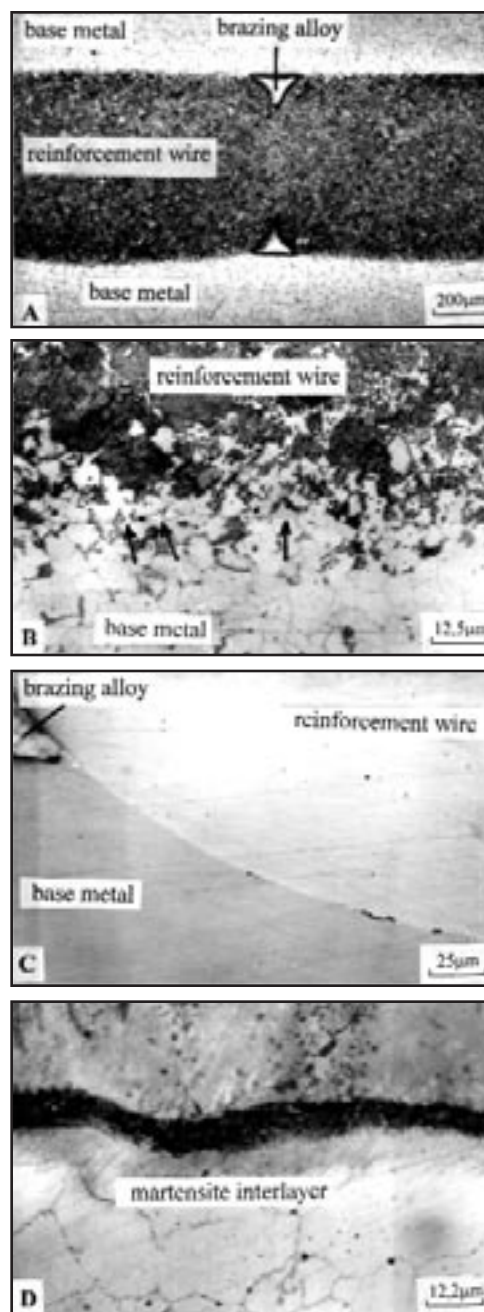 base metal
brazing alloy
reinforcement wire
base metal
A
200µm
reinforcement wire
base metal
B
12,5µm
brazing alloy
reinforcement wire
base metal
C
25µm
martensite interlayer
D
12,2µm